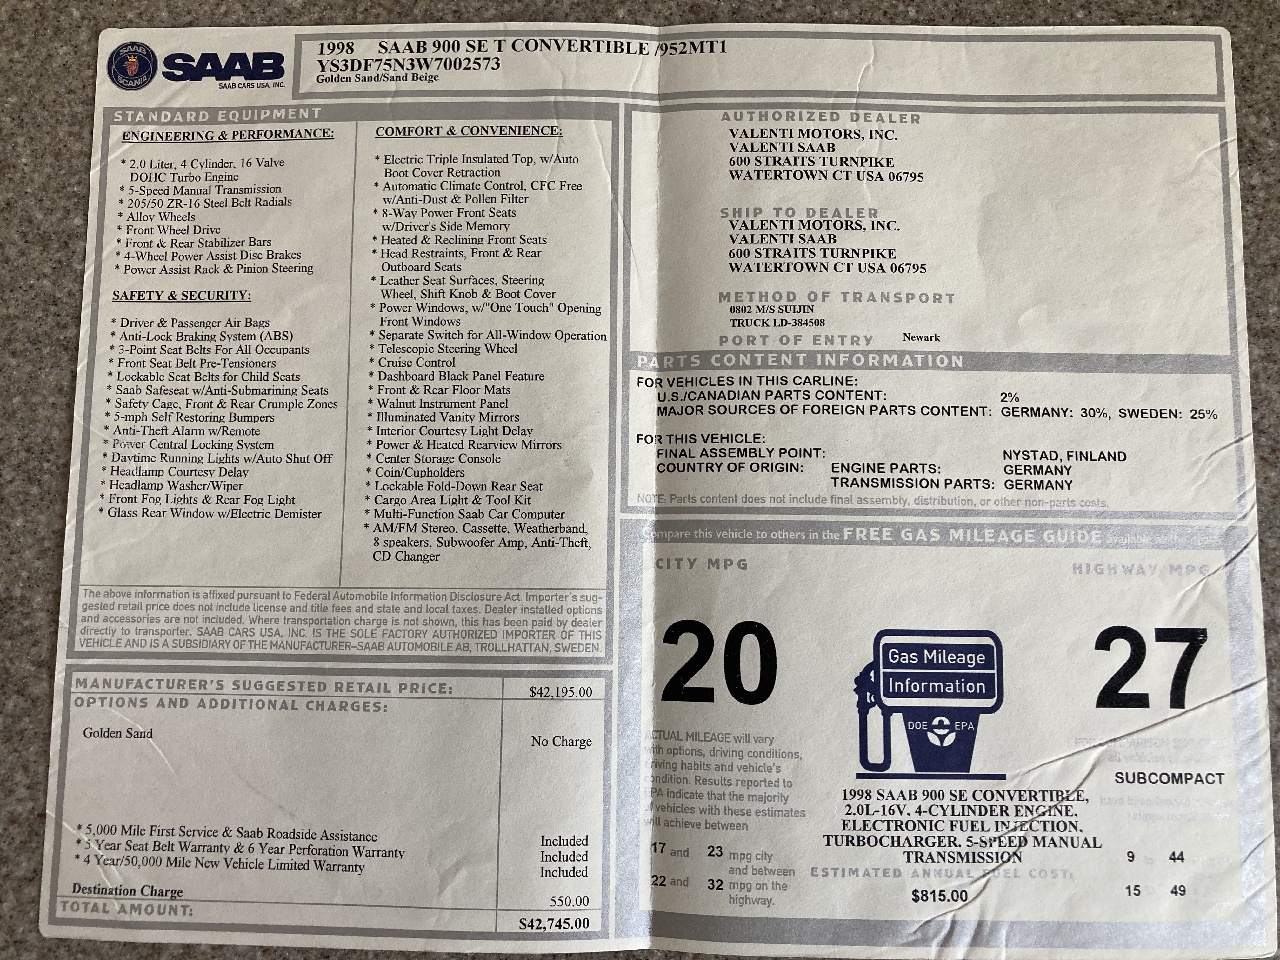 SAAB
SCANIA
SAAB
SAAB CARS USA, INC.
1998 SAAB 900 SE T CONVERTIBLE /952MT1
YS3DF75N3W7002573
Golden Sand/Sand Beige
STANDARD EQUIPMENT
ENGINEERING & PERFORMANCE:
* 2.0 Liter, 4 Cylinder, 16 Valve
DOHC Turbo Engine
* 5-Speed Manual Transmission
* 205/50 ZR-16 Steel Belt Radials
* Alloy Wheels
* Front Wheel Drive
* Front & Rear Stabilizer Bars
* 4-Wheel Power Assist Disc Brakes
* Power Assist Rack & Pinion Steering
SAFETY & SECURITY:
* Driver & Passenger Air Bags
* Anti-Lock Braking System (ABS)
* 3-Point Seat Belts For All Occupants
* Front Seat Belt Pre-Tensioners
* Lockable Seat Belts for Child Seats
* Saab Safeseat w/Anti-Submarining Seats
* Safety Cage, Front & Rear Crumple Zones
* 5-mph Self Restoring Bumpers
* Anti-Theft Alarm w/Remote
* Power Central Locking System
* Daytime Running Lights w/Auto Shut Off
* Headlamp Courtesy Delay
* Headlamp Washer/Wiper
* Front Fog Lights & Rear Fog Light
* Glass Rear Window w/Electric Demister
COMFORT & CONVENIENCE:
* Electric Triple Insulated Top, w/Auto
Boot Cover Retraction
* Automatic Climate Control, CFC Free
w/Anti-Dust & Pollen Filter
* 8-Way Power Front Seats
w/Driver's Side Memory
* Heated & Reclining Front Seats
* Head Restraints, Front & Rear
Outboard Seats
* Leather Seat Surfaces, Steering
Wheel, Shift Knob & Boot Cover
* Power Windows, w/"One Touch" Opening
Front Windows
* Separate Switch for All-Window Operation
* Telescopic Steering Wheel
* Cruise Control
* Dashboard Black Panel Feature
* Front & Rear Floor Mats
* Walnut Instrument Panel
* Illuminated Vanity Mirrors
* Interior Courtesy Light Delay
* Power & Heated Rearview Mirrors
* Center Storage Console
* Coin/Cupholders
* Lockable Fold-Down Rear Seat
* Cargo Area Light & Tool Kit
* Multi-Function Saab Car Computer
* AM/FM Stereo, Cassette, Weatherband,
8 speakers, Subwoofer Amp, Anti-Theft,
CD Changer
The above information is affixed pursuant to Federal Automobile Information Disclosure Act. Importer's sug-
gested retail price does not include license and title fees and state and local taxes. Dealer installed options
and accessories are not included. Where transportation charge is not shown, this has been paid by dealer
directly to transporter. SAAB CARS USA, INC. IS THE SOLE FACTORY AUTHORIZED IMPORTER OF THIS
VEHICLE AND IS A SUBSIDIARY OF THE MANUFACTURER–SAAB AUTOMOBILE AB, TROLLHATTAN, SWEDEN.
MANUFACTURER'S SUGGESTED RETAIL PRICE: $42,195.00
OPTIONS AND ADDITIONAL CHARGES:
Golden Sand No Charge
* 5,000 Mile First Service & Saab Roadside Assistance Included
* 5 Year Seat Belt Warranty & 6 Year Perforation Warranty Included
* 4 Year/50,000 Mile New Vehicle Limited Warranty Included
Destination Charge 550.00
TOTAL AMOUNT: $42,745.00
AUTHORIZED DEALER
VALENTI MOTORS, INC.
VALENTI SAAB
600 STRAITS TURNPIKE
WATERTOWN CT USA 06795
SHIP TO DEALER
VALENTI MOTORS, INC.
VALENTI SAAB
600 STRAITS TURNPIKE
WATERTOWN CT USA 06795
METHOD OF TRANSPORT
0802 M/S SUIJIN
TRUCK LD-384508
PORT OF ENTRY Newark
PARTS CONTENT INFORMATION
FOR VEHICLES IN THIS CARLINE:
U.S./CANADIAN PARTS CONTENT: 2%
MAJOR SOURCES OF FOREIGN PARTS CONTENT: GERMANY: 30%, SWEDEN: 25%
FOR THIS VEHICLE:
FINAL ASSEMBLY POINT: NYSTAD, FINLAND
COUNTRY OF ORIGIN: ENGINE PARTS: GERMANY
TRANSMISSION PARTS: GERMANY
NOTE: Parts content does not include final assembly, distribution, or other non-parts costs.
Compare this vehicle to others in the FREE GAS MILEAGE GUIDE
CITY MPG
HIGHWAY MPG
20
Gas Mileage
Information
DOE EPA
27
ACTUAL MILEAGE will vary
with options, driving conditions,
driving habits and vehicle's
condition. Results reported to
EPA indicate that the majority
of vehicles with these estimates
will achieve between
17 and 23 mpg city
and between
22 and 32 mpg on the
highway.
1998 SAAB 900 SE CONVERTIBLE,
2.0L-16V, 4-CYLINDER ENGINE,
ELECTRONIC FUEL INJECTION,
TURBOCHARGER, 5-SPEED MANUAL
TRANSMISSION
ESTIMATED ANNUAL FUEL COST:
$815.00
SUBCOMPACT
9 to 44
15 49